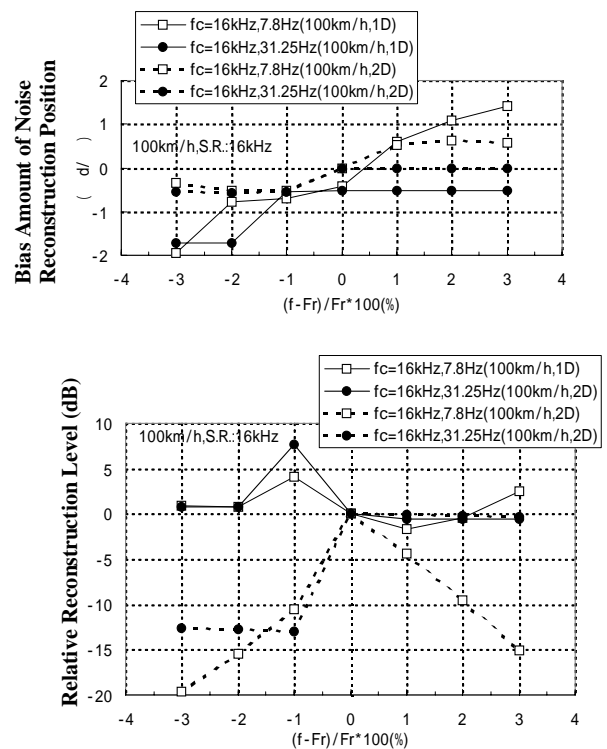 fc=16kHz,7.8Hz(100km/h,1D)
fc=16kHz,31.25Hz(100km/h,1D)
fc=16kHz,7.8Hz(100km/h,2D)
fc=16kHz,31.25Hz(100km/h,2D)
Bias Amount of Noise
Reconstruction Position
( d/ )
2
1
0
-1
-2
100km/h,S.R.:16kHz
-4 -3 -2 -1 0 1 2 3 4
(f-Fr)/Fr*100(%)
fc=16kHz,7.8Hz(100km/h,1D)
fc=16kHz,31.25Hz(100km/h,2D)
fc=16kHz,7.8Hz(100km/h,2D)
fc=16kHz,31.25Hz(100km/h,2D)
Relative Reconstruction Level (dB)
10
5
0
-5
-10
-15
-20
100km/h,S.R.:16kHz
-4 -3 -2 -1 0 1 2 3 4
(f-Fr)/Fr*100(%)